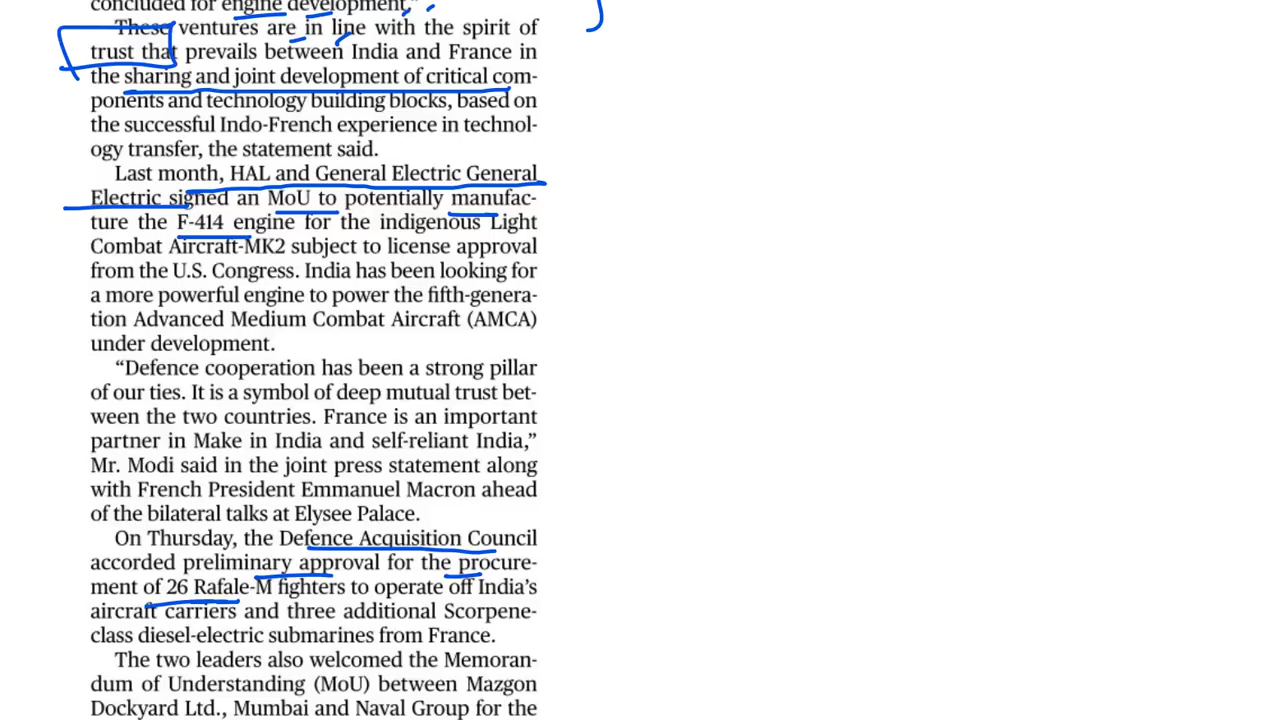 concluded for engine development."
These ventures are in line with the spirit of
trust that prevails between India and France in
the sharing and joint development of critical com-
ponents and technology building blocks, based on
the successful Indo-French experience in technol-
ogy transfer, the statement said.
Last month, HAL and General Electric General
Electric signed an MoU to potentially manufac-
ture the F-414 engine for the indigenous Light
Combat Aircraft-MK2 subject to license approval
from the U.S. Congress. India has been looking for
a more powerful engine to power the fifth-genera-
tion Advanced Medium Combat Aircraft (AMCA)
under development.
“Defence cooperation has been a strong pillar
of our ties. It is a symbol of deep mutual trust bet-
ween the two countries. France is an important
partner in Make in India and self-reliant India,”
Mr. Modi said in the joint press statement along
with French President Emmanuel Macron ahead
of the bilateral talks at Elysee Palace.
On Thursday, the Defence Acquisition Council
accorded preliminary approval for the procure-
ment of 26 Rafale-M fighters to operate off India’s
aircraft carriers and three additional Scorpene-
class diesel-electric submarines from France.
The two leaders also welcomed the Memoran-
dum of Understanding (MoU) between Mazgon
Dockyard Ltd., Mumbai and Naval Group for the